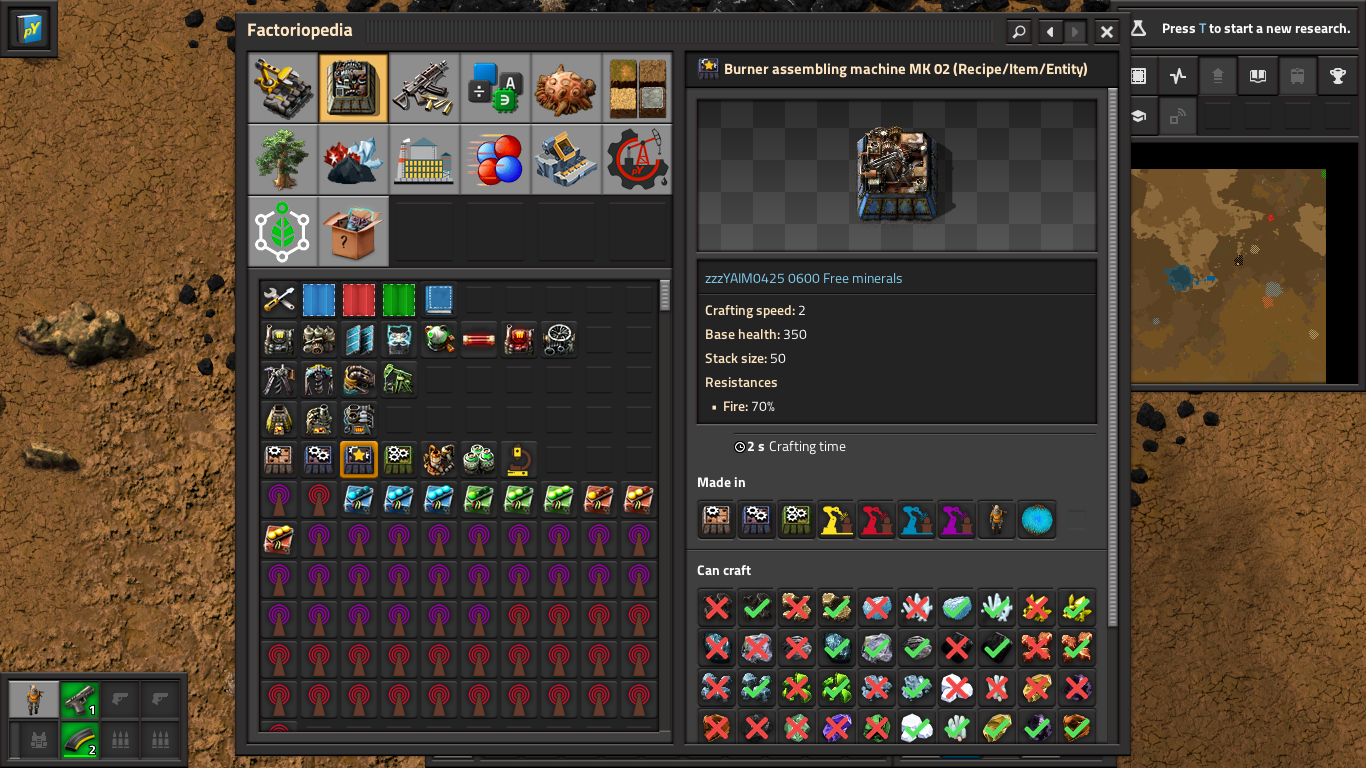 pY
Factoriopedia
Burner assembling machine MK 02 (Recipe/Item/Entity)
Press T to start a new research.
zzzYAIM0425 0600 Free minerals
Crafting speed: 2
Base health: 350
Stack size: 50
Resistances
Fire: 70%
2 s Crafting time
Made in
Can craft
A
pY
?
1
2